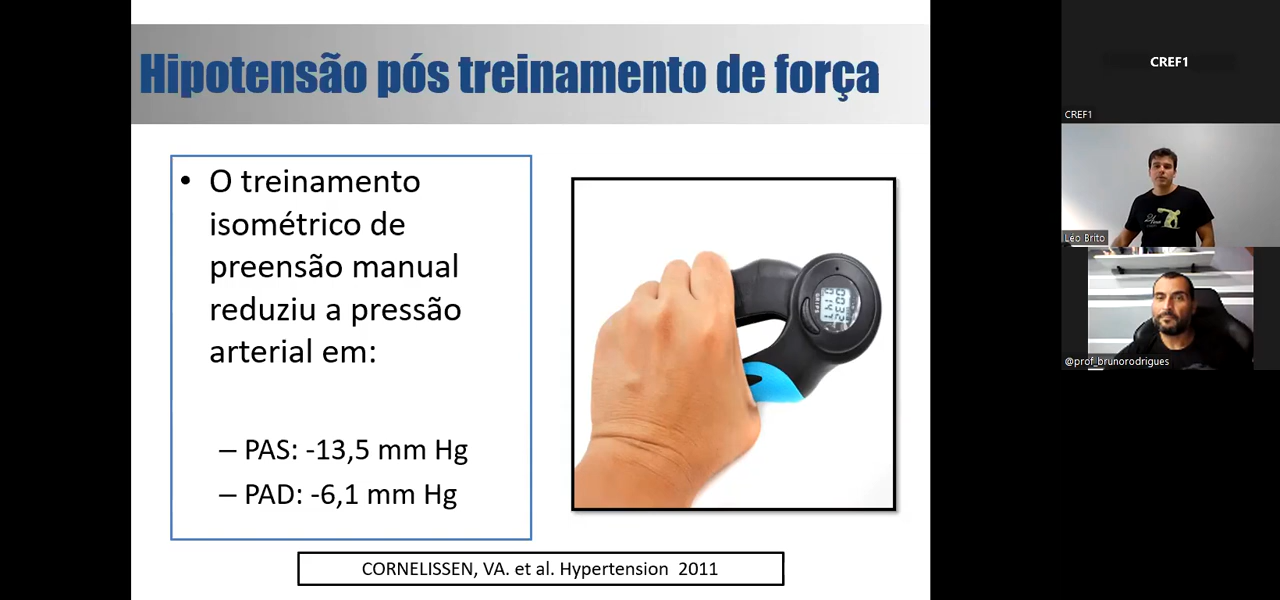 Hipotensão pós treinamento de força
• O treinamento
isométrico de
preensão manual
reduziu a pressão
arterial em:
– PAS: -13,5 mm Hg
– PAD: -6,1 mm Hg
CORNELISSEN, VA. et al. Hypertension 2011
CREF1
CREF1
Léo Brito
@prof_brunorodrigues